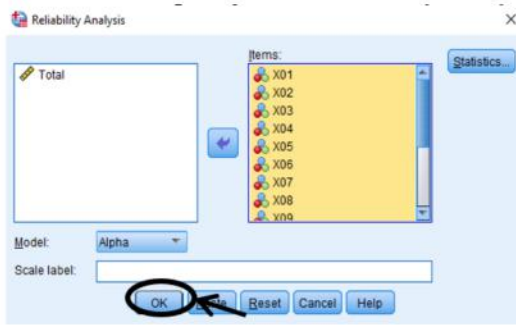 Reliability Analysis
Items:
Total
X01
X02
X03
X04
X05
X06
X07
X08
X09
Statistics...
Model: Alpha
Scale label:
OK Reset Cancel Help